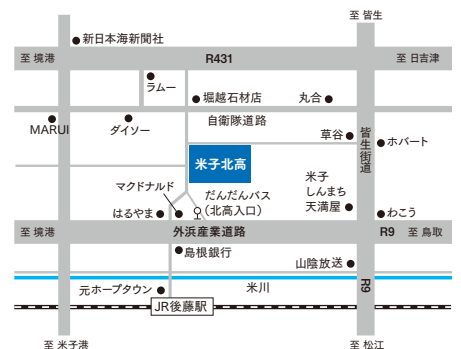 至 皆生
新日本海新聞社
至 境港
R431
至 日吉津
ラムー
堀越石材店
丸合
MARUI
ダイソー
自衛隊道路
草谷
ホバート
皆生街道
米子北高
マクドナルド
だんだんバス
(北高入口)
米子
しんまち
天満屋
はるやま
わこう
至 境港
外浜産業道路
R9
至 鳥取
島根銀行
山陰放送
元ホープタウン
米川
R9
JR後藤駅
至 米子港
至 松江